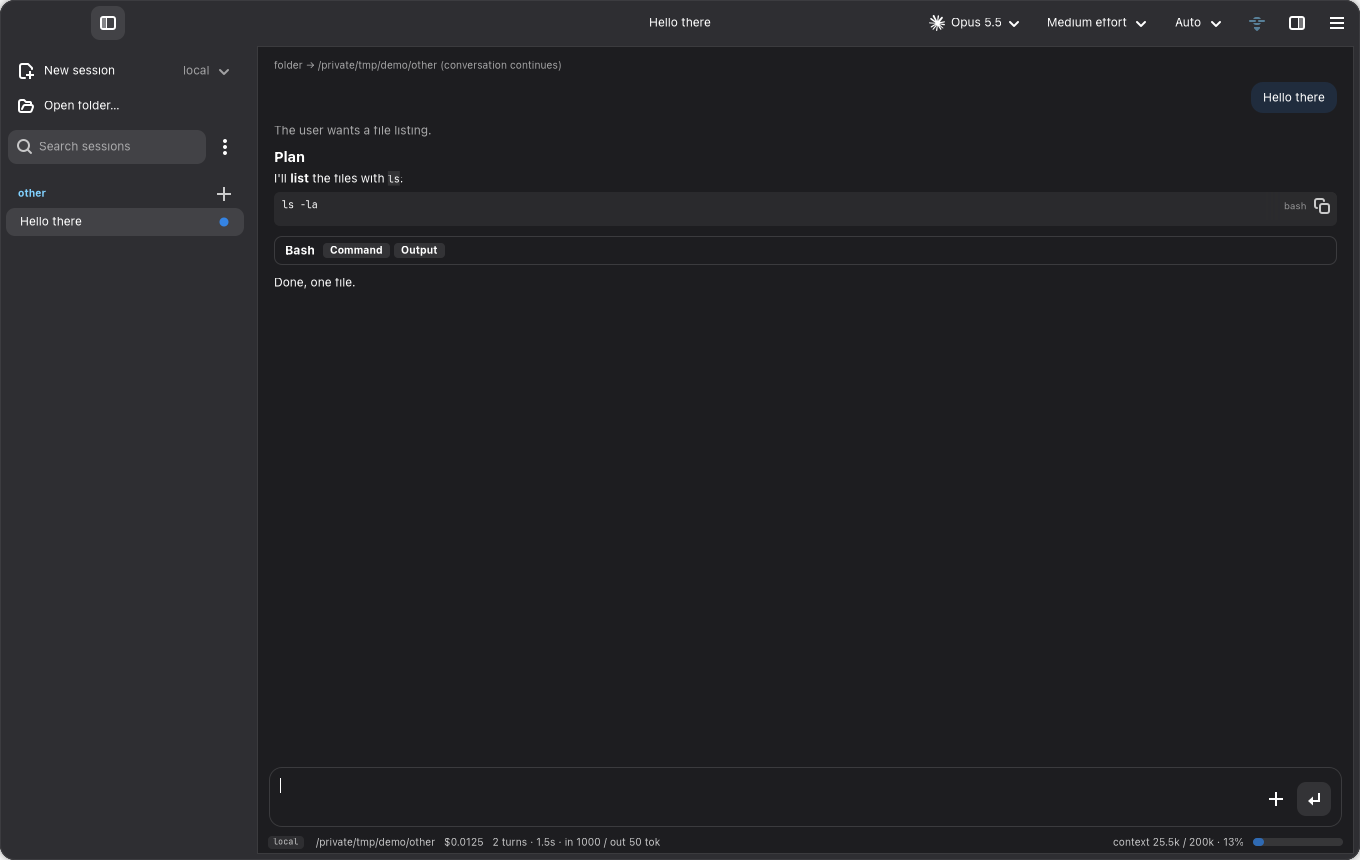 Hello there
Opus 5.5
Medium effort
Auto
New session
local
Open folder...
Search sessions
other
Hello there
folder → /private/tmp/demo/other (conversation continues)
Hello there
The user wants a file listing.
Plan
I'll list the files with ls.
ls -la
bash
Bash Command Output
Done, one file.
local /private/tmp/demo/other $0.0125 2 turns · 1.5s · in 1000 / out 50 tok
context 25.5k / 200k · 13%